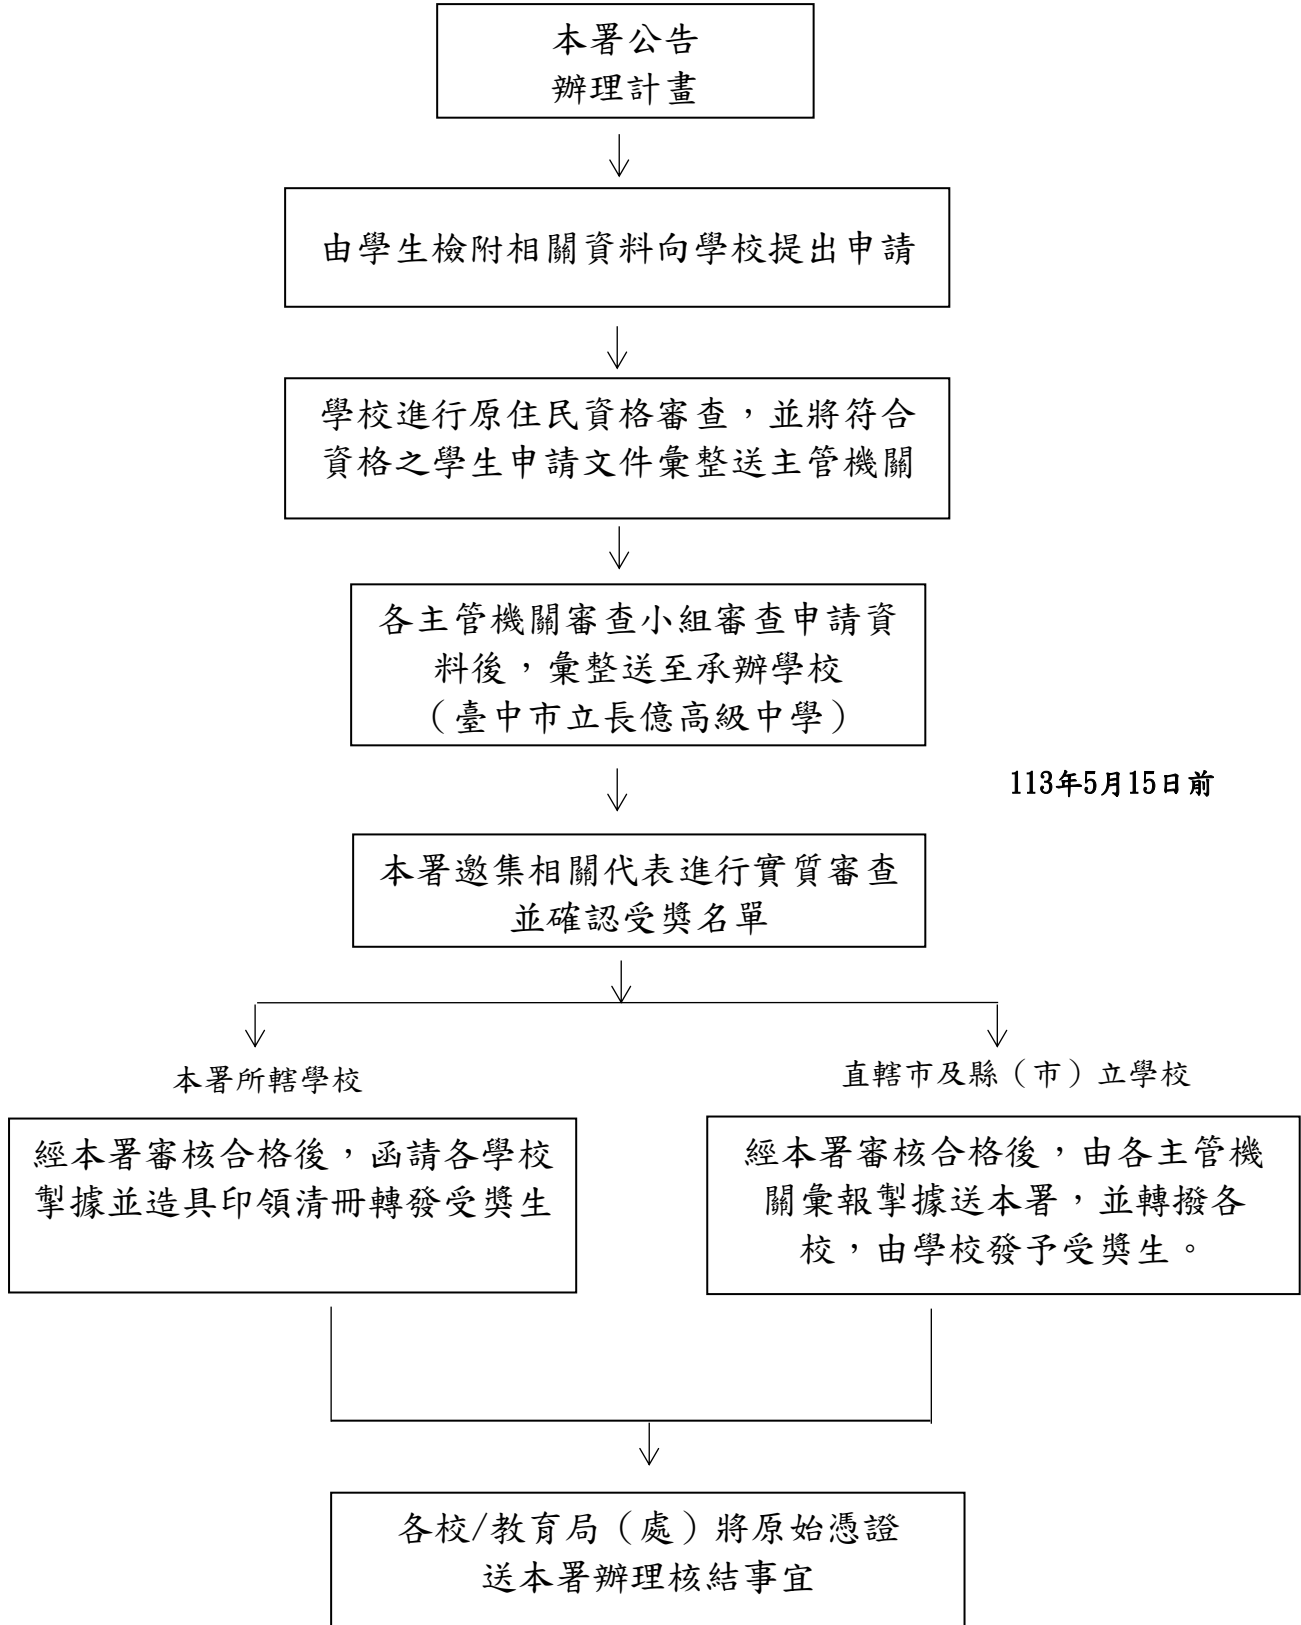 本署公告
辦理計畫
由學生檢附相關資料向學校提出申請
學校進行原住民資格審查，並將符合
資格之學生申請文件彙整送主管機關
各主管機關審查小組審查申請資
料後，彙整送至承辦學校
（臺中市立長億高級中學）
113年5月15日前
本署邀集相關代表進行實質審查
並確認受獎名單
本署所轄學校
經本署審核合格後，函請各學校
掣據並造具印領清冊轉發受獎生
直轄市及縣（市）立學校
經本署審核合格後，由各主管機
關彙報掣據送本署，並轉撥各
校，由學校發予受獎生。
各校/教育局（處）將原始憑證
送本署辦理核結事宜